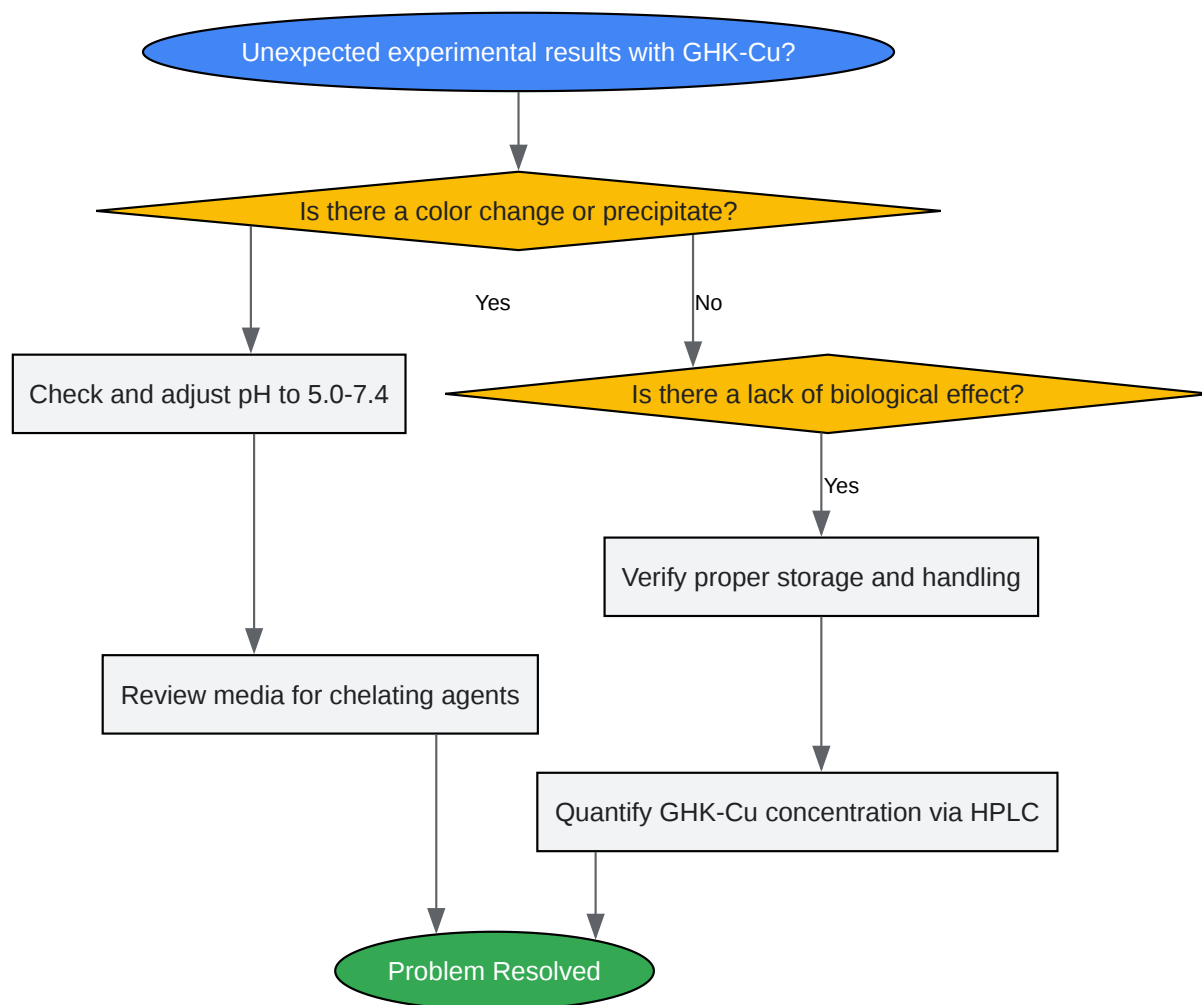 Unexpected experimental results with GHK-Cu?
Is there a color change or precipitate?
Yes
No
Check and adjust pH to 5.0-7.4
Is there a lack of biological effect?
Yes
Verify proper storage and handling
Review media for chelating agents
Quantify GHK-Cu concentration via HPLC
Problem Resolved